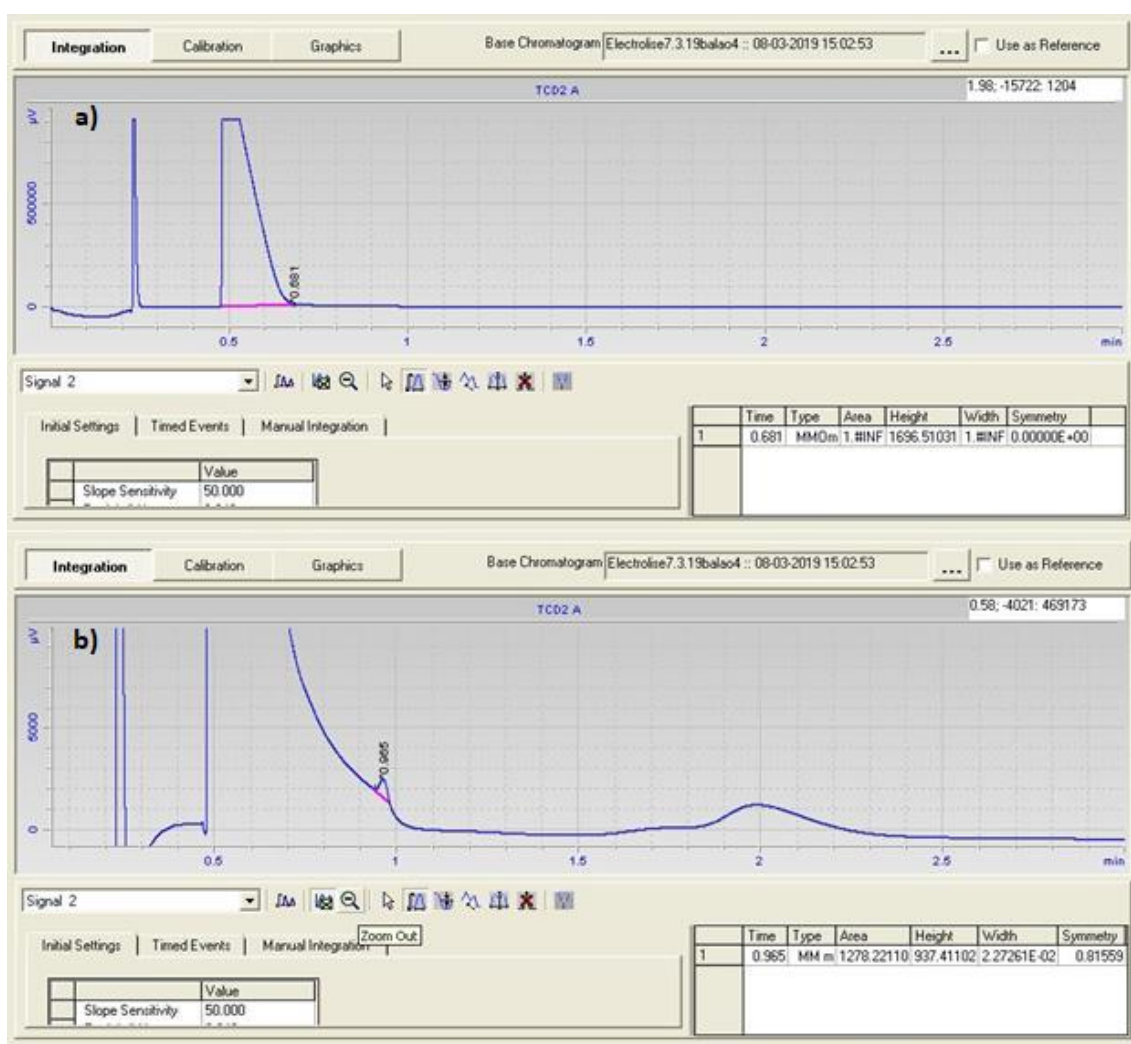 Integration Calibration Graphics Base Chromatogram Electrolise7.3.19balao4 :: 08-03-2019 15:02:53 ... Use as Reference
TCD2 A 1.98; -15722: 1204
µV
a)
500000
0
0.681
0.5 1 1.5 2 2.5 min
Signal 2
Initial Settings Timed Events Manual Integration
Value
Slope Sensitivity 50.000
Time Type Area Height Width Symmetry
1 0.681 MM m 1.#INF 1696.51031 1.#INF 0.00000E+00
Integration Calibration Graphics Base Chromatogram Electrolise7.3.19balao4 :: 08-03-2019 15:02:53 ... Use as Reference
TCD2 A 0.58; -4021: 469173
µV
b)
5000
0
0.965
0.5 1 1.5 2 2.5 min
Signal 2
Zoom Out
Initial Settings Timed Events Manual Integration
Value
Slope Sensitivity 50.000
Time Type Area Height Width Symmetry
1 0.965 MM m 1278.22110 937.41102 2.27261E-02 0.81559